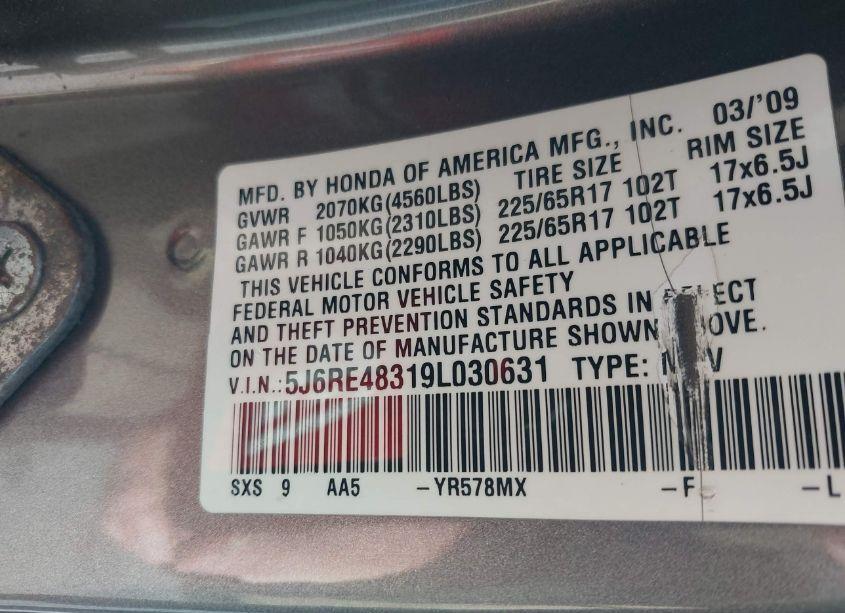 MFD. BY HONDA OF AMERICA MFG., INC. 03/'09
GVWR 2070KG(4560LBS) TIRE SIZE RIM SIZE
GAWR F 1050KG(2310LBS) 225/65R17 102T 17x6.5J
GAWR R 1040KG(2290LBS) 225/65R17 102T 17x6.5J
THIS VEHICLE CONFORMS TO ALL APPLICABLE
FEDERAL MOTOR VEHICLE SAFETY
AND THEFT PREVENTION STANDARDS IN
ON THE DATE OF MANUFACTURE SHOWN
V.I.N.:5J6RE48319L030631 TYPE:
SXS 9 AA5 -YR578MX -F -L